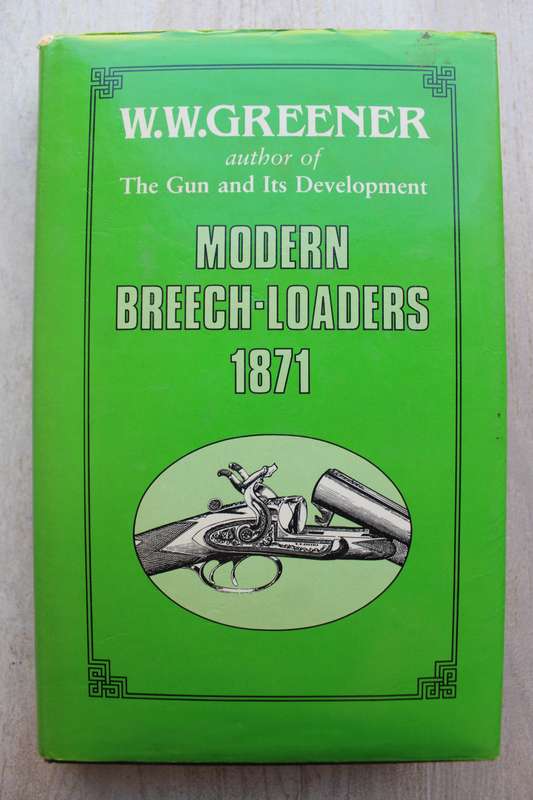 W.W.GREENER
author of
The Gun and Its Development
MODERN
BREECH-LOADERS
1871